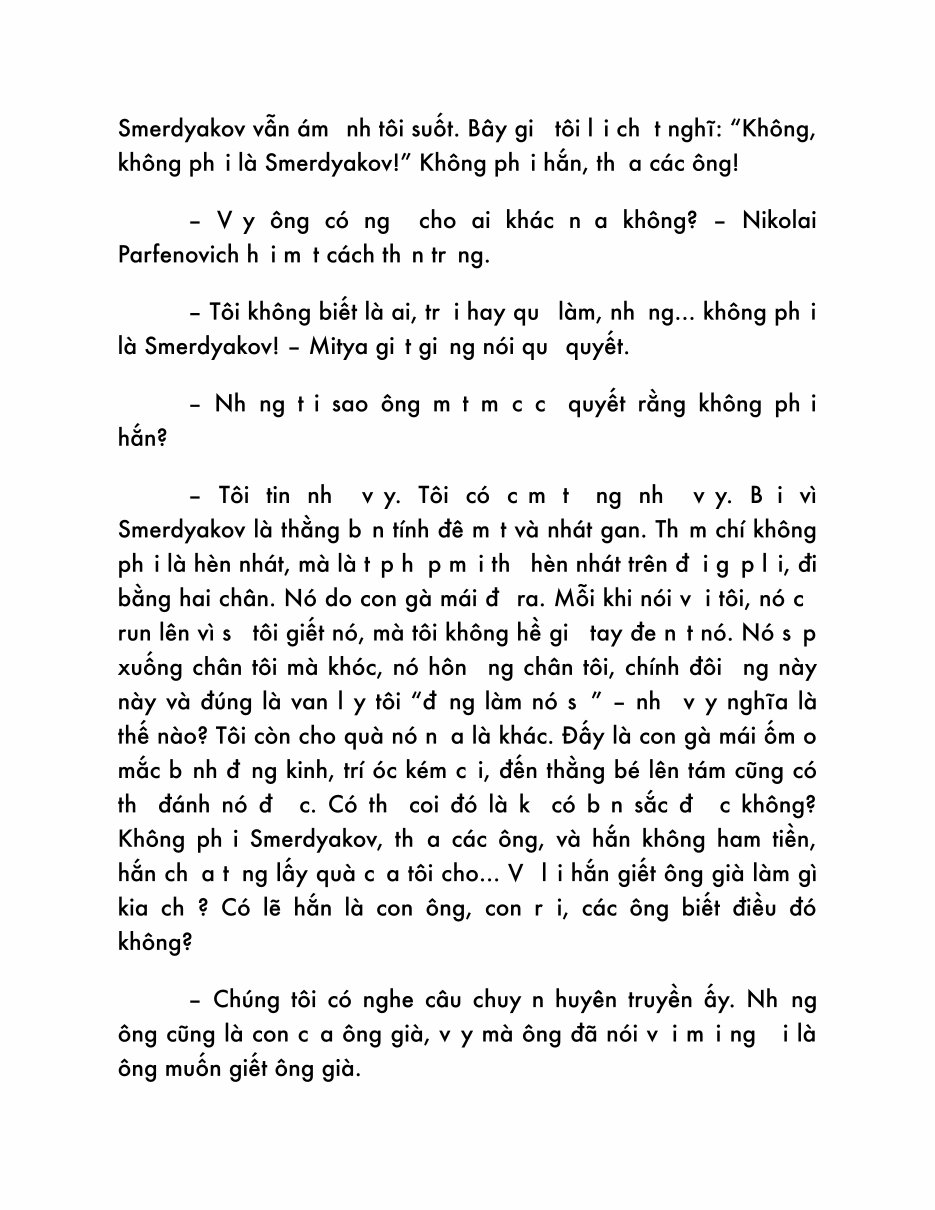 Smerdyakov vẫn ám nh tôi suốt. Bây gi tôi l i ch t nghĩ: “Không,
không ph i là Smerdyakov!” Không ph i hắn, th a các ông!
– V y ông có ng cho ai khác n a không? – Nikolai
Parfenovich h i m t cách th n tr ng.
– Tôi không biết là ai, tr i hay qu làm, nh ng... không ph i
là Smerdyakov! – Mitya gi t gi ng nói qu quyết.
– Nh ng t i sao ông m t m c c quyết rằng không ph i
hắn?
– Tôi tin nh v y. Tôi có c m t ng nh v y. B i vì
Smerdyakov là thằng b n tính đê m t và nhát gan. Th m chí không
ph i là hèn nhát, mà là t p h p m i th hèn nhát trên đ i g p l i, đi
bằng hai chân. Nó do con gà mái đ ra. Mỗi khi nói v i tôi, nó c
run lên vì s tôi giết nó, mà tôi không hề gi tay đe n t nó. Nó s p
xuống chân tôi mà khóc, nó hôn ng chân tôi, chính đôi ng này
này và đúng là van l y tôi “đ ng làm nó s ” – nh v y nghĩa là
thế nào? Tôi còn cho quà nó n a là khác. Đấy là con gà mái ốm o
mắc b nh đ ng kinh, trí óc kém c i, đến thằng bé lên tám cũng có
th đánh nó đ c. Có th coi đó là k có b n sắc đ c không?
Không ph i Smerdyakov, th a các ông, và hắn không ham tiền,
hắn ch a t ng lấy quà c a tôi cho... V l i hắn giết ông già làm gì
kia ch ? Có lẽ hắn là con ông, con r i, các ông biết điều đó
không?
– Chúng tôi có nghe câu chuy n huyên truyền ấy. Nh ng
ông cũng là con c a ông già, v y mà ông đã nói v i m i ng i là
ông muốn giết ông già.